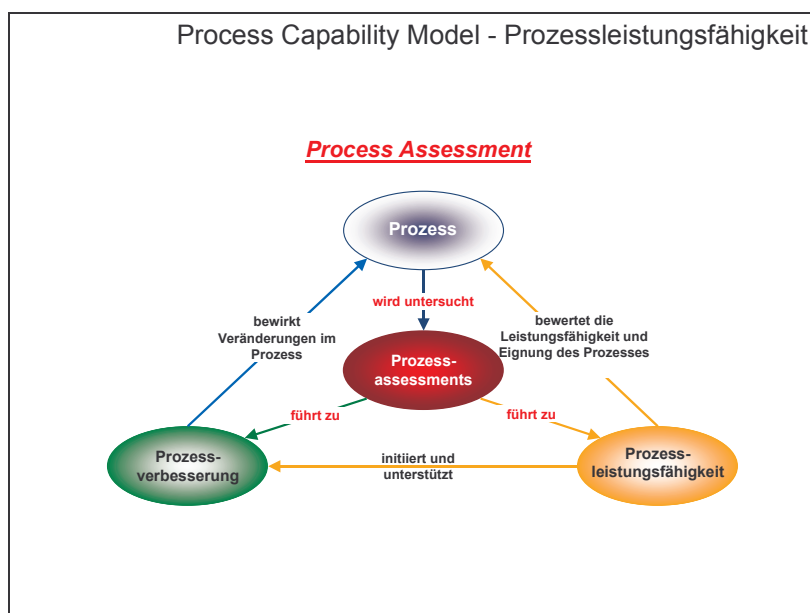 Process Capability Model - Prozessleistungsfähigkeit
Process Assessment
Prozess
wird untersucht
bewirkt
Veränderungen im
Prozess
bewertet die
Leistungsfähigkeit und
Eignung des Prozesses
Prozess-
assessments
führt zu
führt zu
Prozess-
verbesserung
initiiert und
unterstützt
Prozess-
leistungsfähigkeit